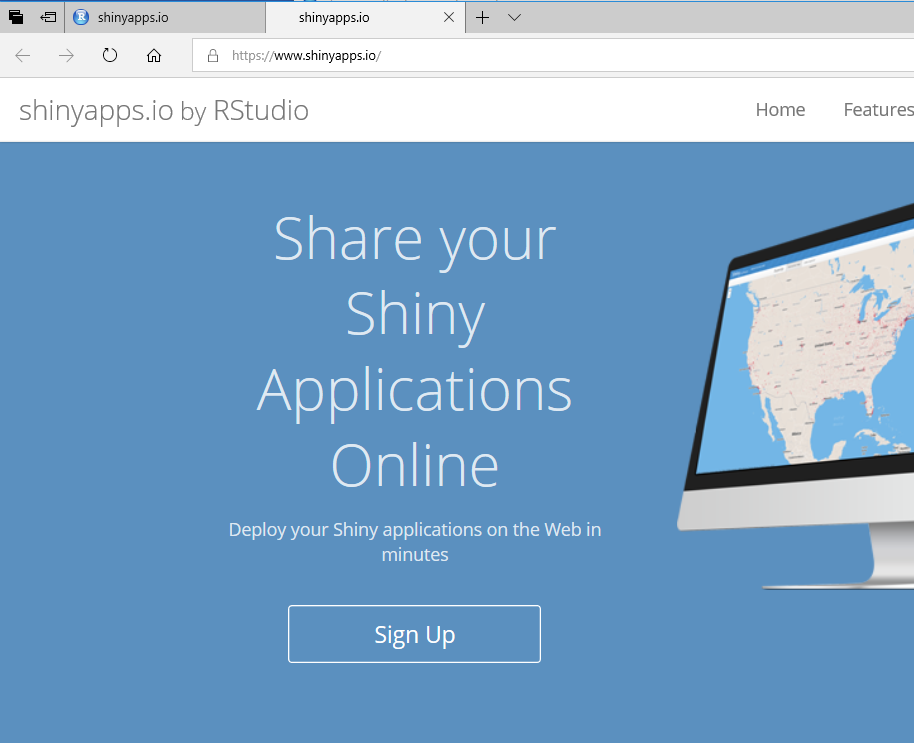 shinyapps.io
shinyapps.io
https://www.shinyapps.io/
shinyapps.io by RStudio
Home
Features
Share your
Shiny
Applications
Online
Deploy your Shiny applications on the Web in
minutes
Sign Up